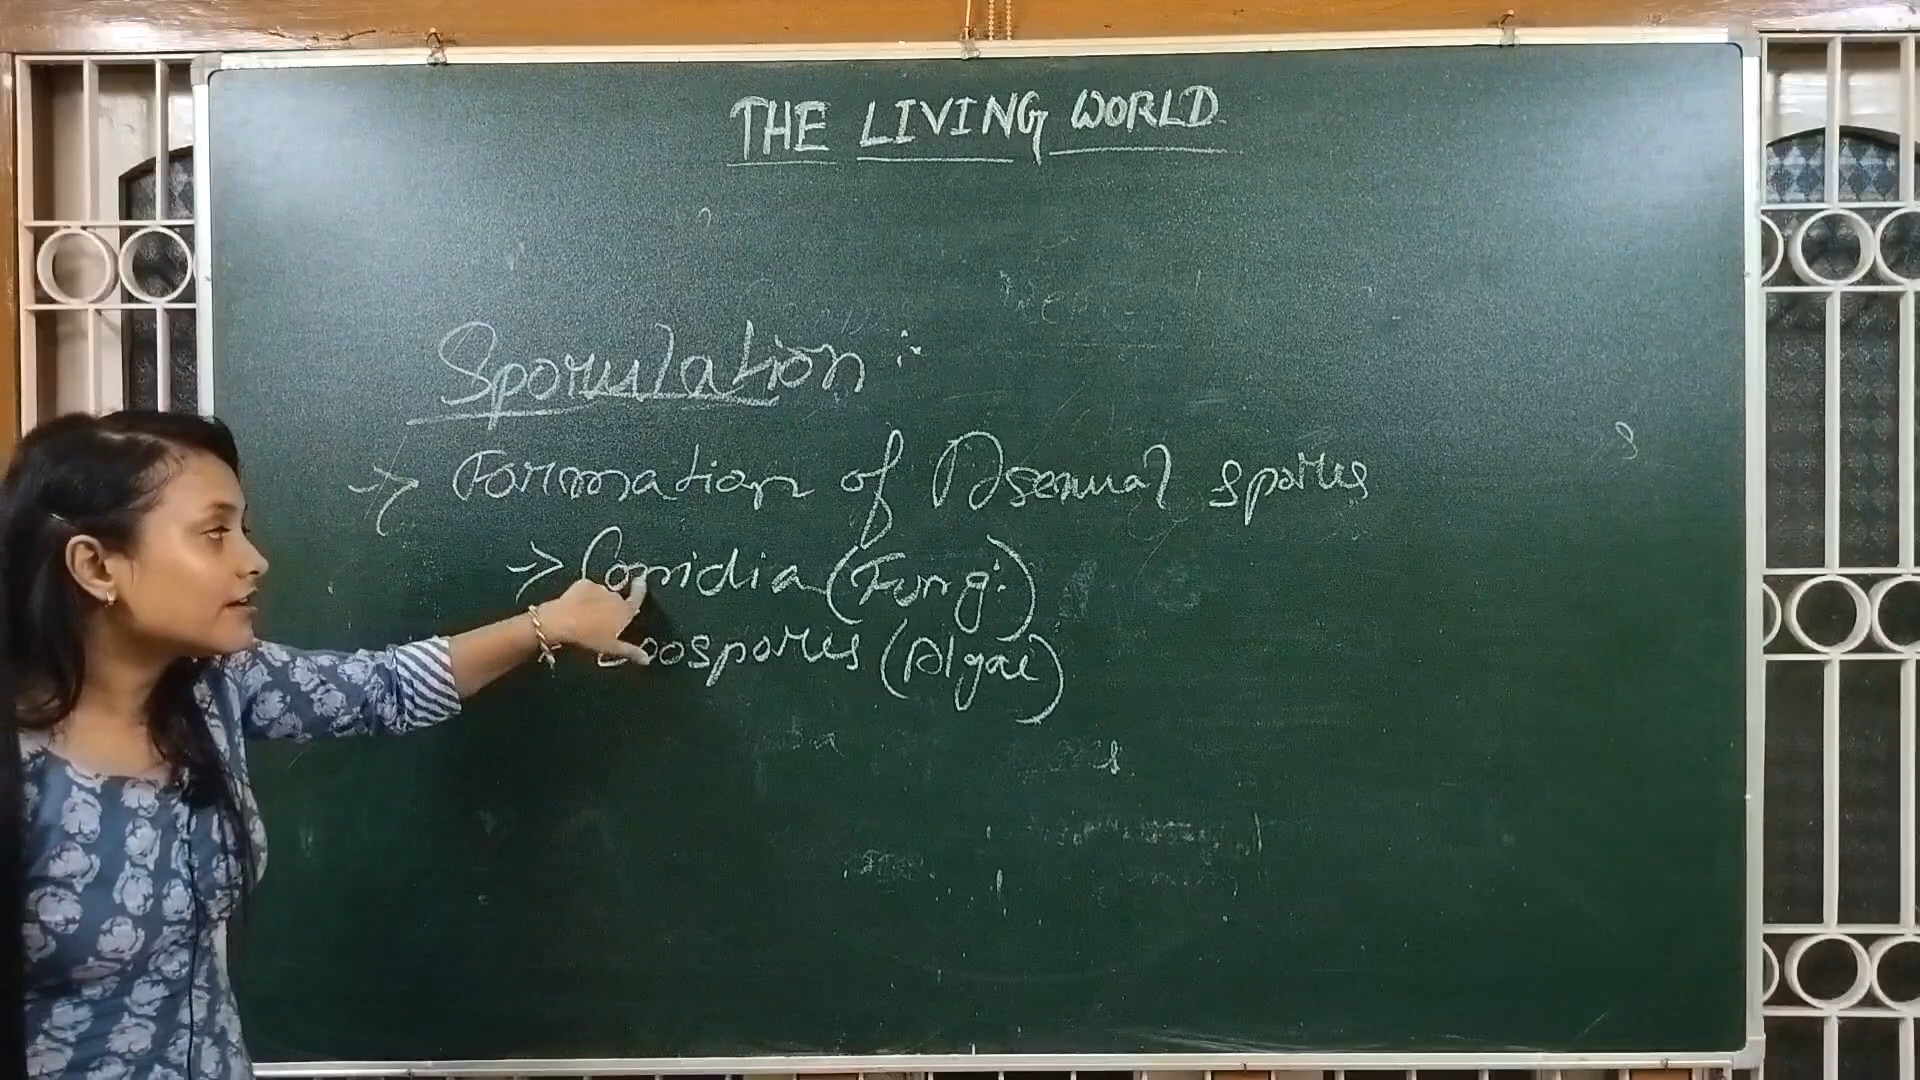 THE LIVING WORLD
Sporulation :-
-> Formation of Asexual spores
-> Conidia (Fungi)
Zoospores (Algae)